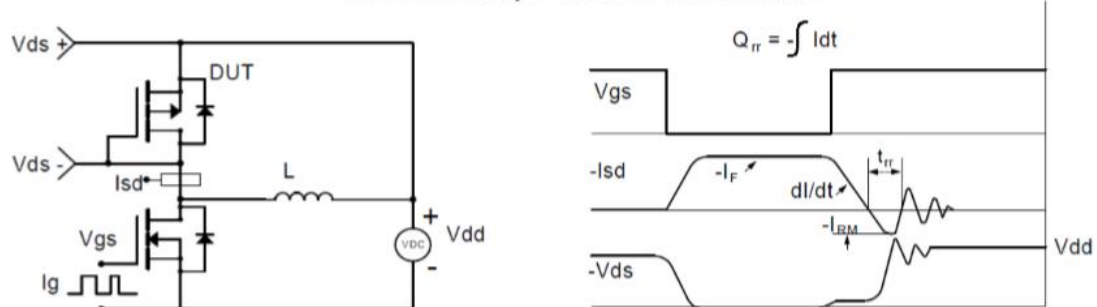 Vds +
DUT
Vds -
Isd
L
Vgs
Ig
VDC
+
-
Vdd
Qrr = -∫ Idt
Vgs
-Isd
-IF
dI/dt
trr
-IRM
Vdd
-Vds